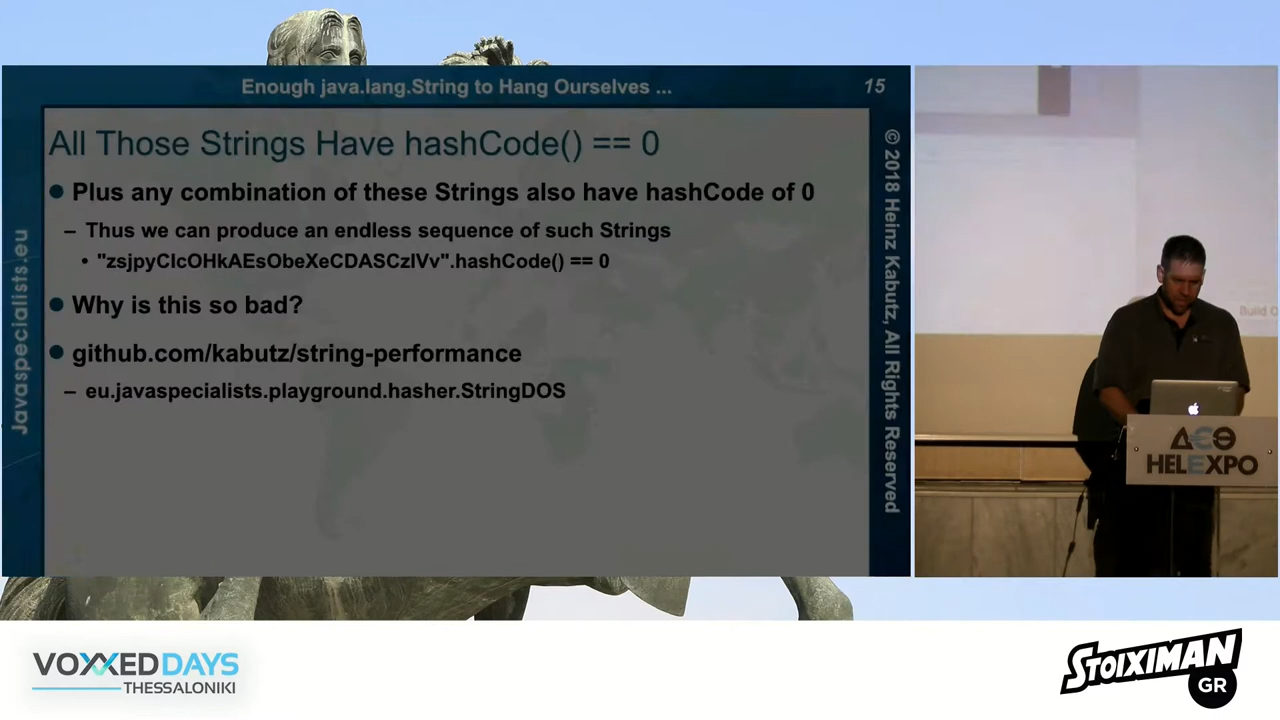 Enough java.lang.String to Hang Ourselves ...
15
All Those Strings Have hashCode() == 0
Plus any combination of these Strings also have hashCode of 0
– Thus we can produce an endless sequence of such Strings
• "zsjpyClcOHkAEsObeXeCDASCzlVv".hashCode() == 0
Why is this so bad?
github.com/kabutz/string-performance
– eu.javaspecialists.playground.hasher.StringDOS
Javaspecialists.eu
© 2018 Heinz Kabutz, All Rights Reserved
Build
ΔΕΘ
HELEXPO
VOXXED DAYS
THESSALONIKI
STOIXIMAN
GR